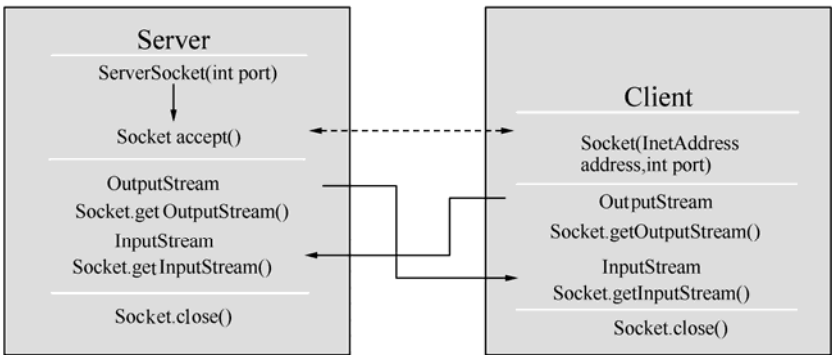 Server
ServerSocket(int port)
Socket accept()
OutputStream
Socket.get OutputStream()
InputStream
Socket.get InputStream()
Socket.close()
Client
Socket(InetAddress
address,int port)
OutputStream
Socket.getOutputStream()
InputStream
Socket.getInputStream()
Socket.close()